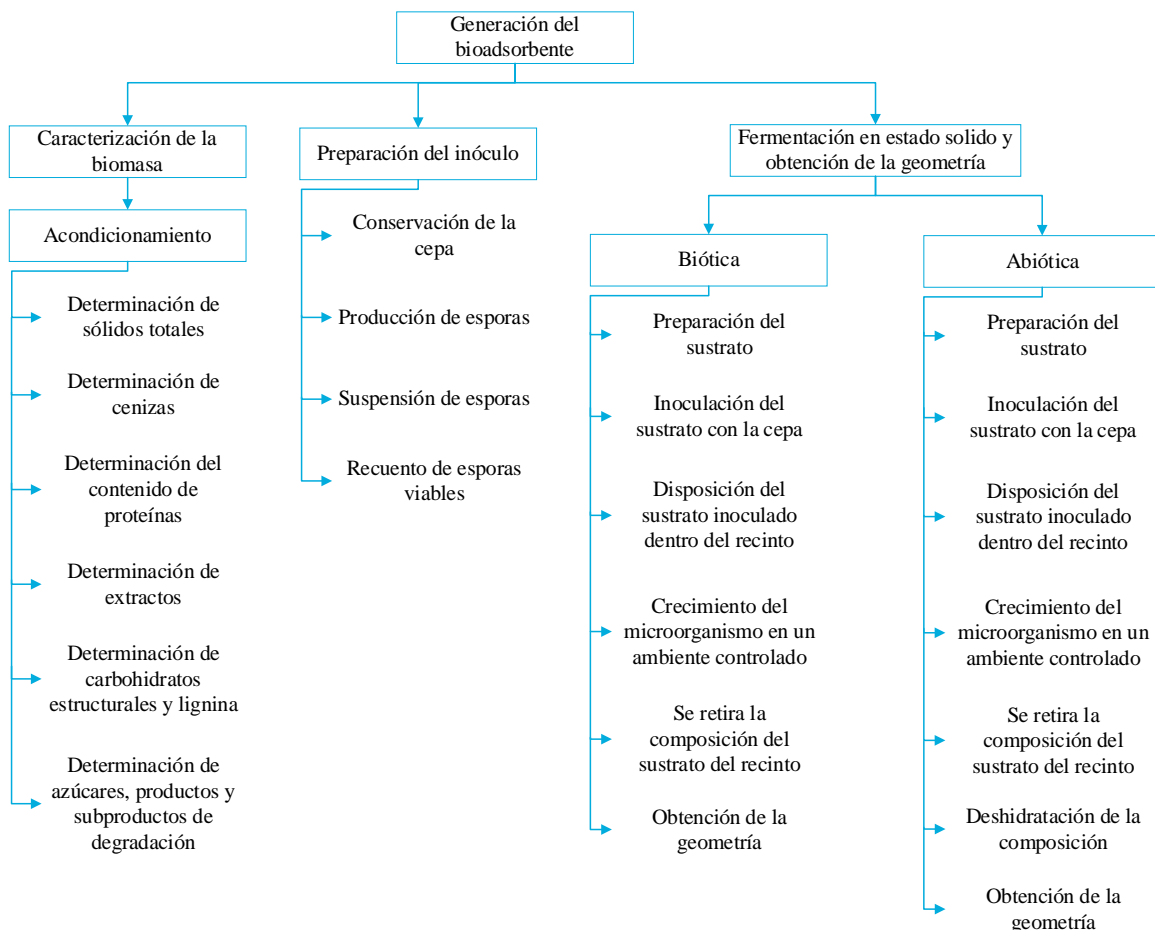 Generación del
bioadsorbente
Caracterización de la
biomasa
Acondicionamiento
Determinación de
sólidos totales
Determinación de
cenizas
Determinación del
contenido de
proteínas
Determinación de
extractos
Determinación de
carbohidratos
estructurales y lignina
Determinación de
azúcares, productos y
subproductos de
degradación
Preparación del inóculo
Conservación de la
cepa
Producción de esporas
Suspensión de esporas
Recuento de esporas
viables
Fermentación en estado solido y
obtención de la geometría
Biótica
Preparación del
sustrato
Inoculación del
sustrato con la cepa
Disposición del
sustrato inoculado
dentro del recinto
Crecimiento del
microorganismo en un
ambiente controlado
Se retira la
composición del
sustrato del recinto
Obtención de la
geometría
Abiótica
Preparación del
sustrato
Inoculación del
sustrato con la cepa
Disposición del
sustrato inoculado
dentro del recinto
Crecimiento del
microorganismo en un
ambiente controlado
Se retira la
composición del
sustrato del recinto
Deshidratación de la
composición
Obtención de la
geometría